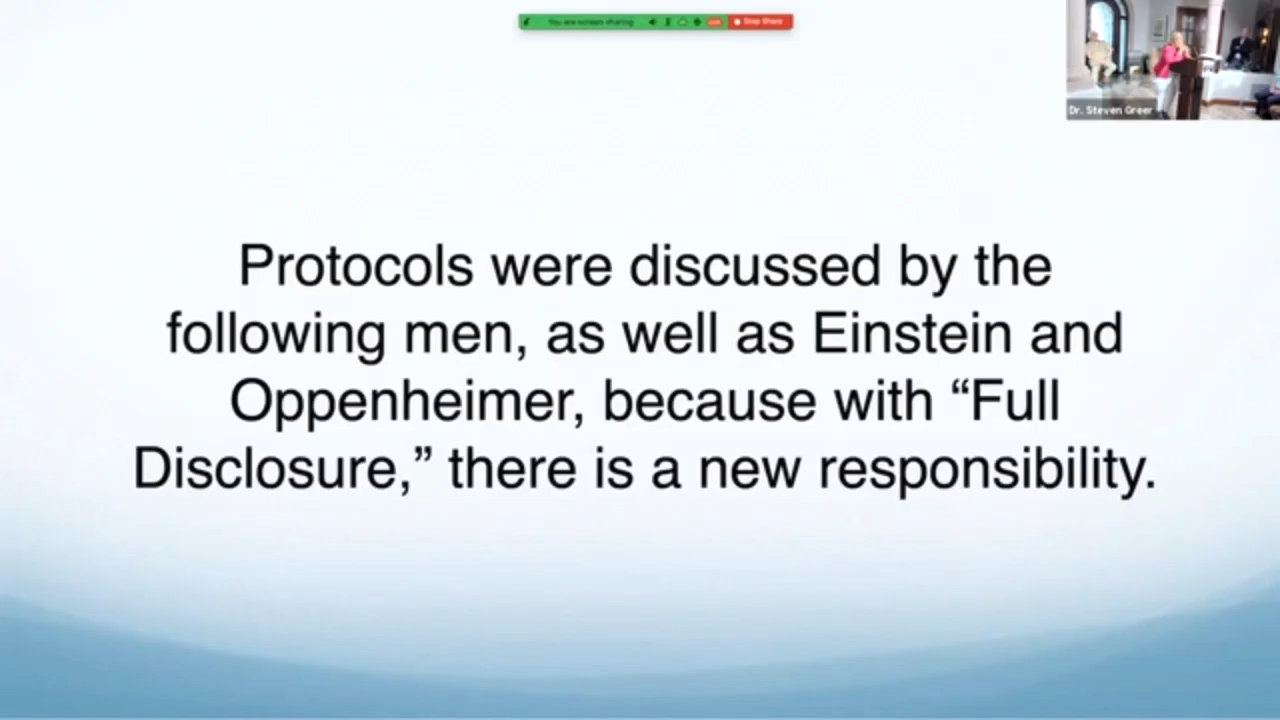 You are screen sharing
Stop Share
Dr. Steven Greer
Protocols were discussed by the
following men, as well as Einstein and
Oppenheimer, because with “Full
Disclosure,” there is a new responsibility.